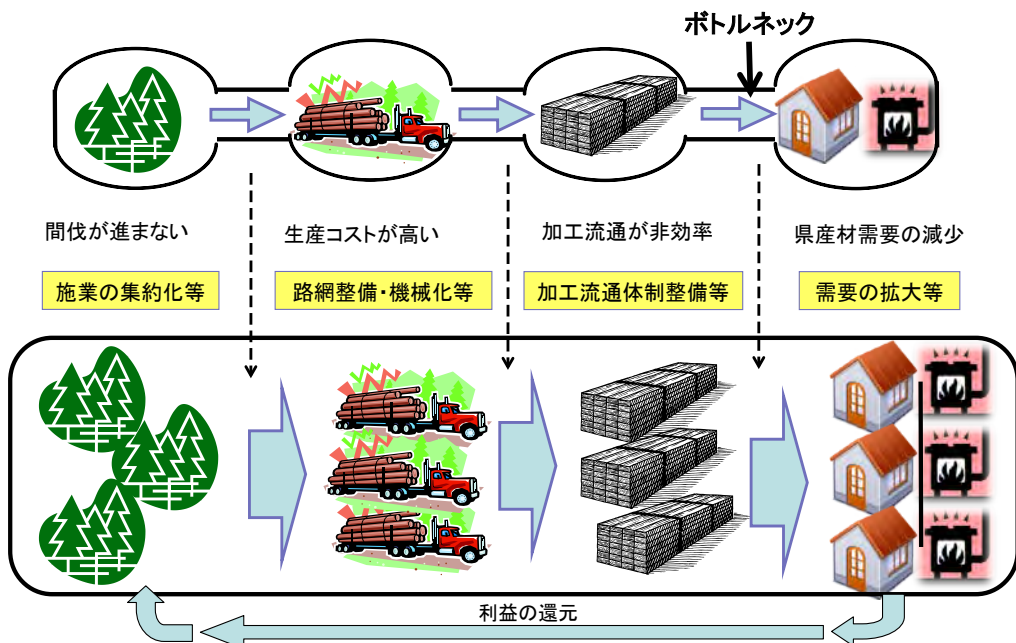 ボトルネック
間伐が進まない
生産コストが高い
加工流通が非効率
県産材需要の減少
施業の集約化等
路網整備・機械化等
加工流通体制整備等
需要の拡大等
利益の還元